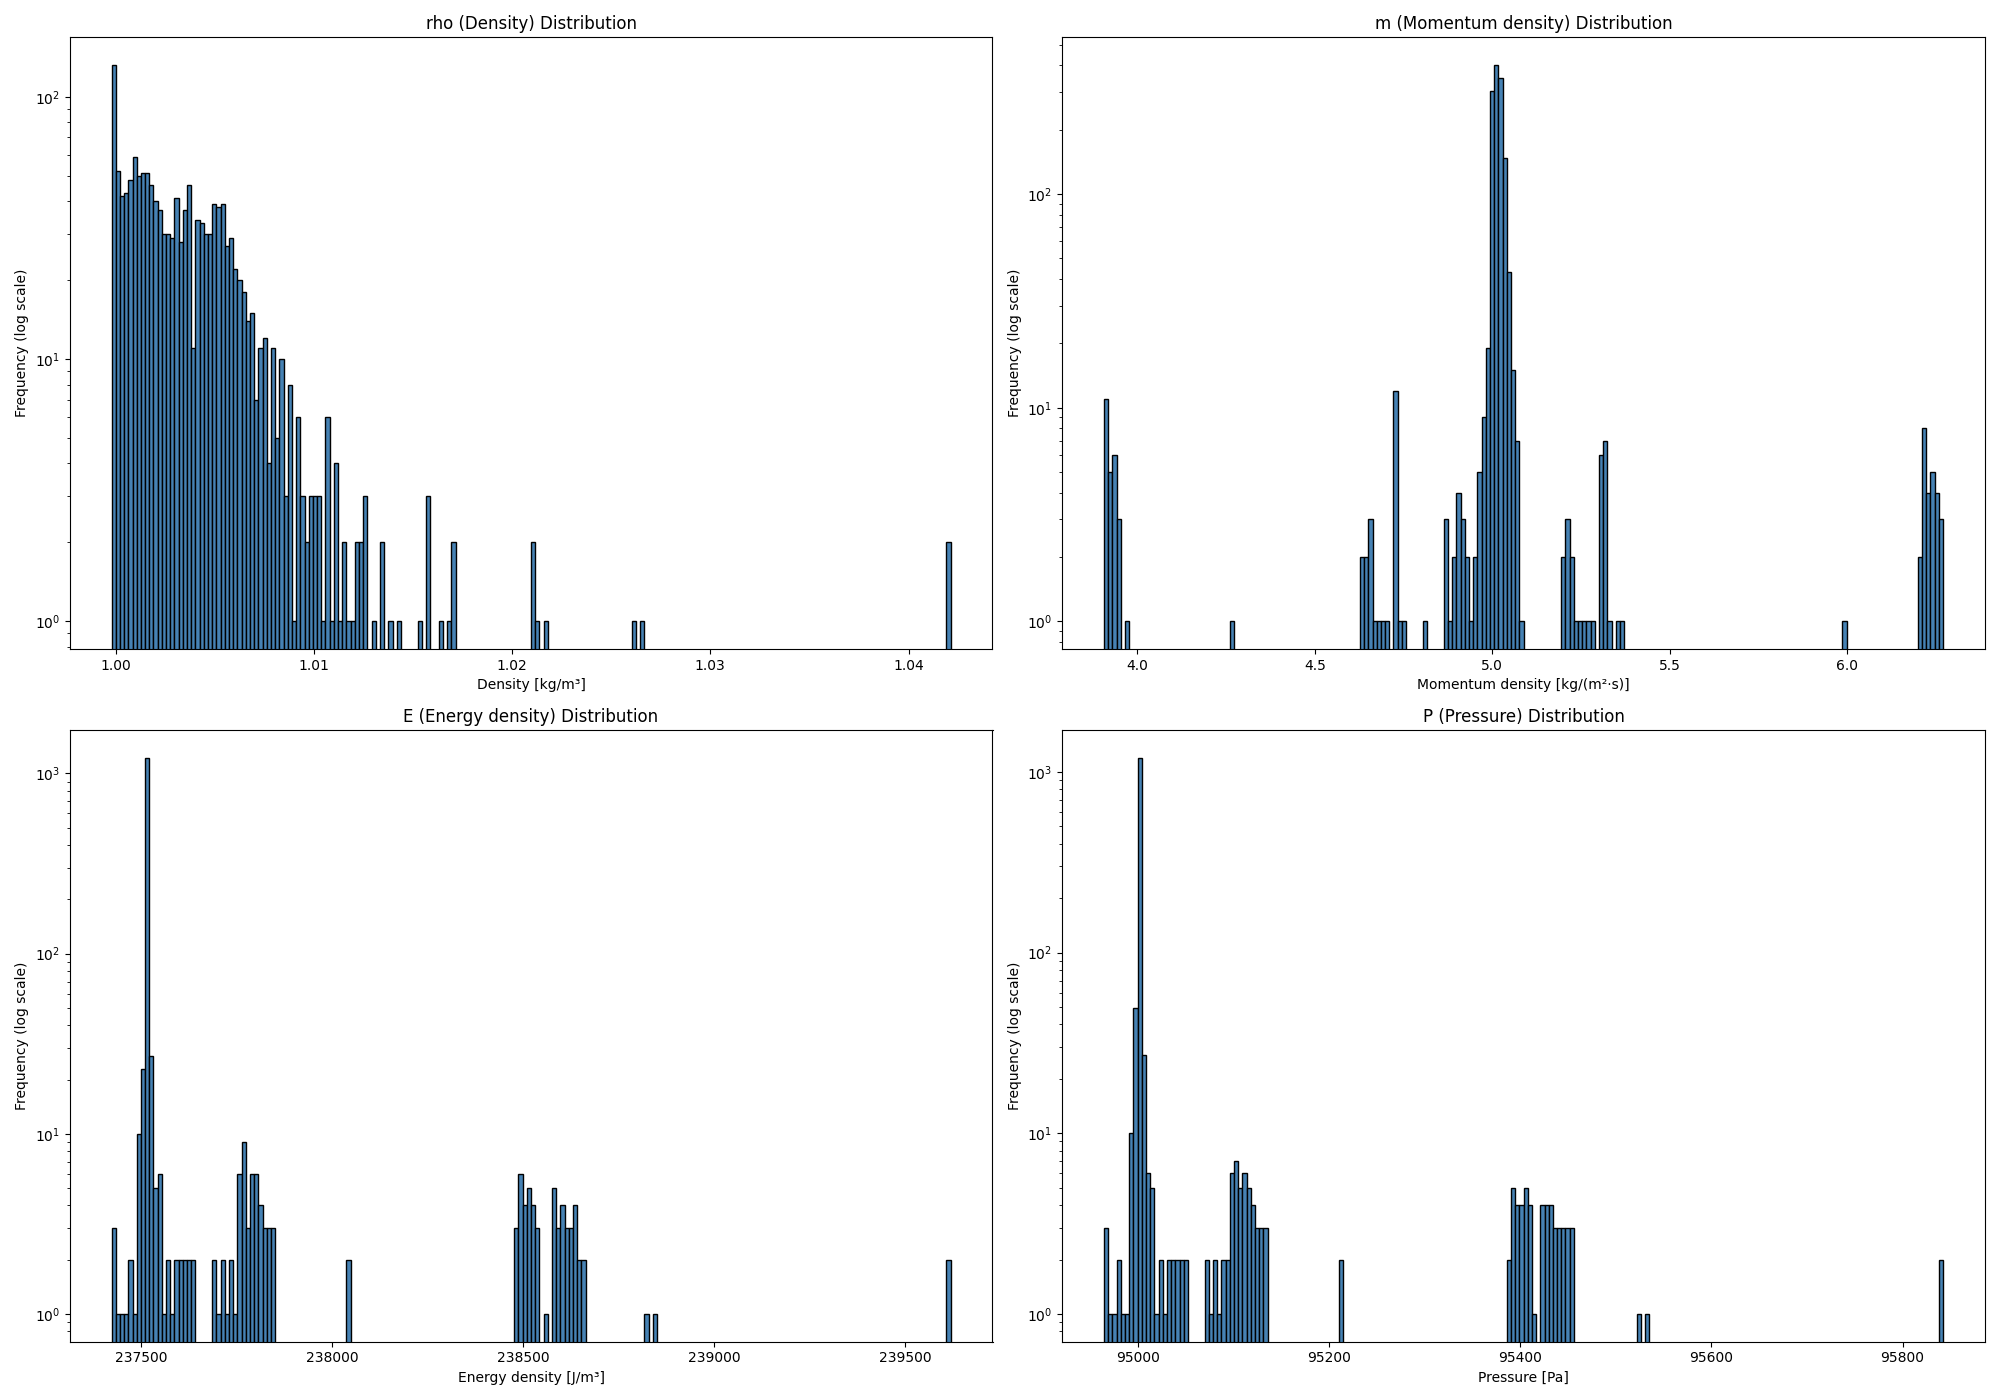 rho (Density) Distribution
10²
10¹
10⁰
Frequency (log scale)
1.00 1.01 1.02 1.03 1.04
Density [kg/m³]
m (Momentum density) Distribution
10²
10¹
10⁰
Frequency (log scale)
4.0 4.5 5.0 5.5 6.0
Momentum density [kg/(m²·s)]
E (Energy density) Distribution
10³
10²
10¹
10⁰
Frequency (log scale)
237500 238000 238500 239000 239500
Energy density [J/m³]
P (Pressure) Distribution
10³
10²
10¹
10⁰
Frequency (log scale)
95000 95200 95400 95600 95800
Pressure [Pa]